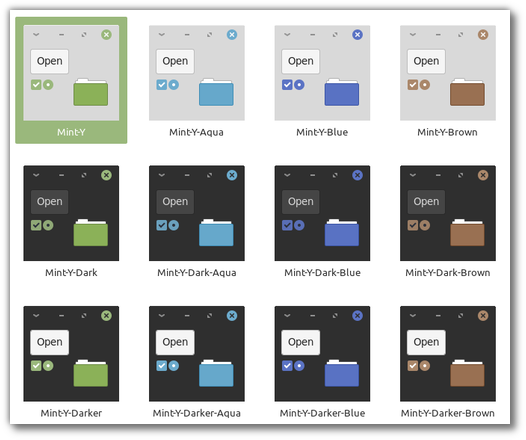 Open Open Open Open
Mint-Y Mint-Y-Aqua Mint-Y-Blue Mint-Y-Brown
Open Open Open Open
Mint-Y-Dark Mint-Y-Dark-Aqua Mint-Y-Dark-Blue Mint-Y-Dark-Brown
Open Open Open Open
Mint-Y-Darker Mint-Y-Darker-Aqua Mint-Y-Darker-Blue Mint-Y-Darker-Brown